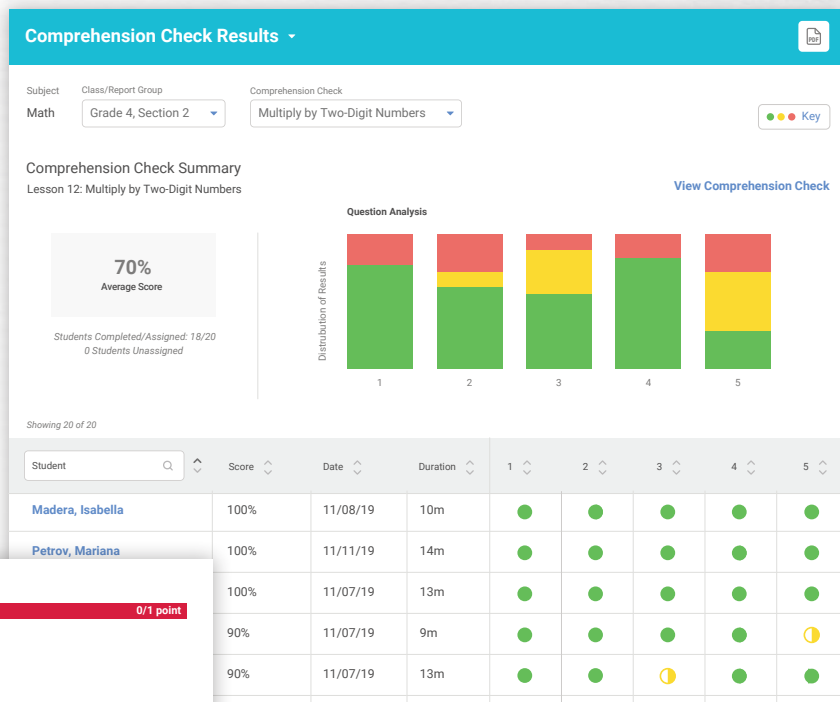 Comprehension Check Results
PDF
Subject Class/Report Group Comprehension Check
Math Grade 4, Section 2 Multiply by Two-Digit Numbers
Key
Comprehension Check Summary
Lesson 12: Multiply by Two-Digit Numbers
View Comprehension Check
Question Analysis
70%
Average Score
Students Completed/Assigned: 18/20
0 Students Unassigned
Distrubution of Results
1 2 3 4 5
Showing 20 of 20
Student Score Date Duration 1 2 3 4 5
Madera, Isabella 100% 11/08/19 10m
Petrov, Mariana 100% 11/11/19 14m
100% 11/07/19 13m
0/1 point
90% 11/07/19 9m
90% 11/07/19 13m